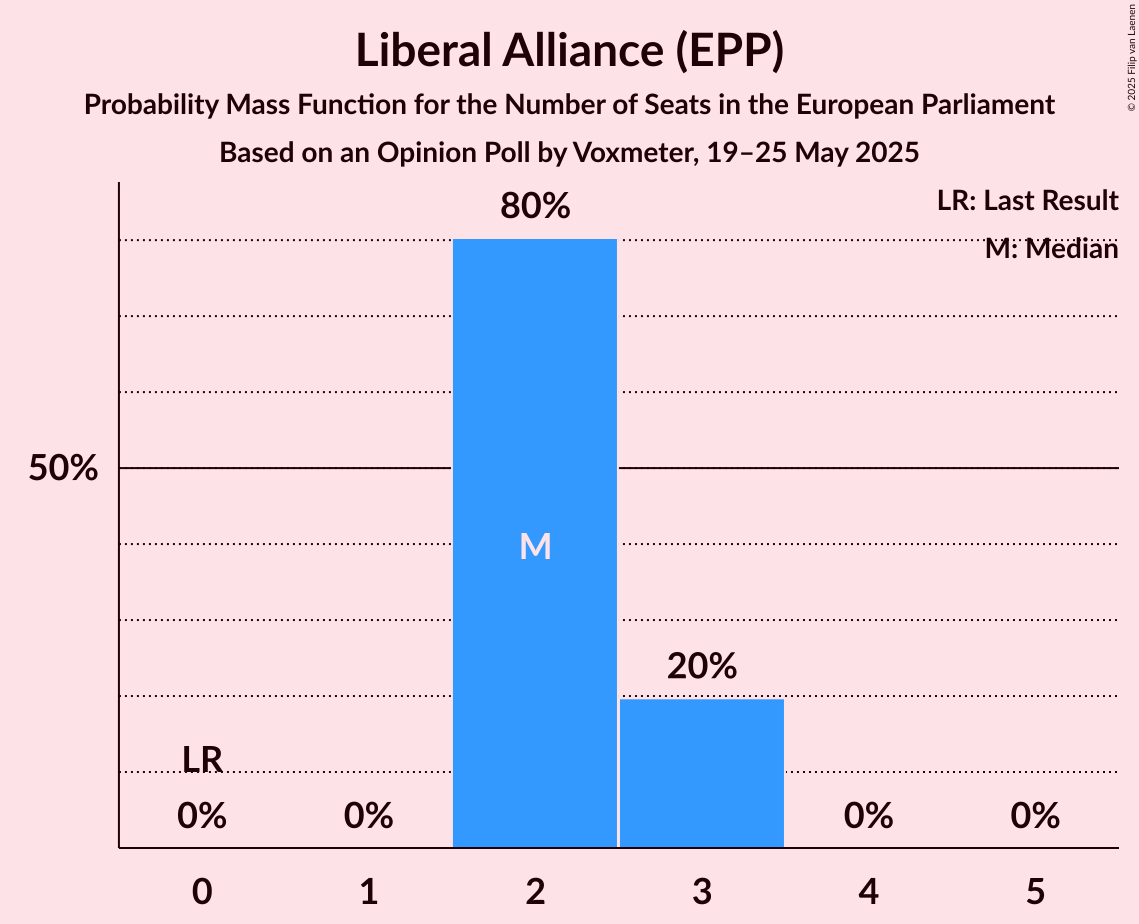 Liberal Alliance (EPP)
Probability Mass Function for the Number of Seats in the European Parliament
Based on an Opinion Poll by Voxmeter, 19–25 May 2025
© 2025 Filip van Laenen
LR: Last Result
M: Median
80%
50%
M
20%
LR
0% 0% 0% 0%
0 1 2 3 4 5